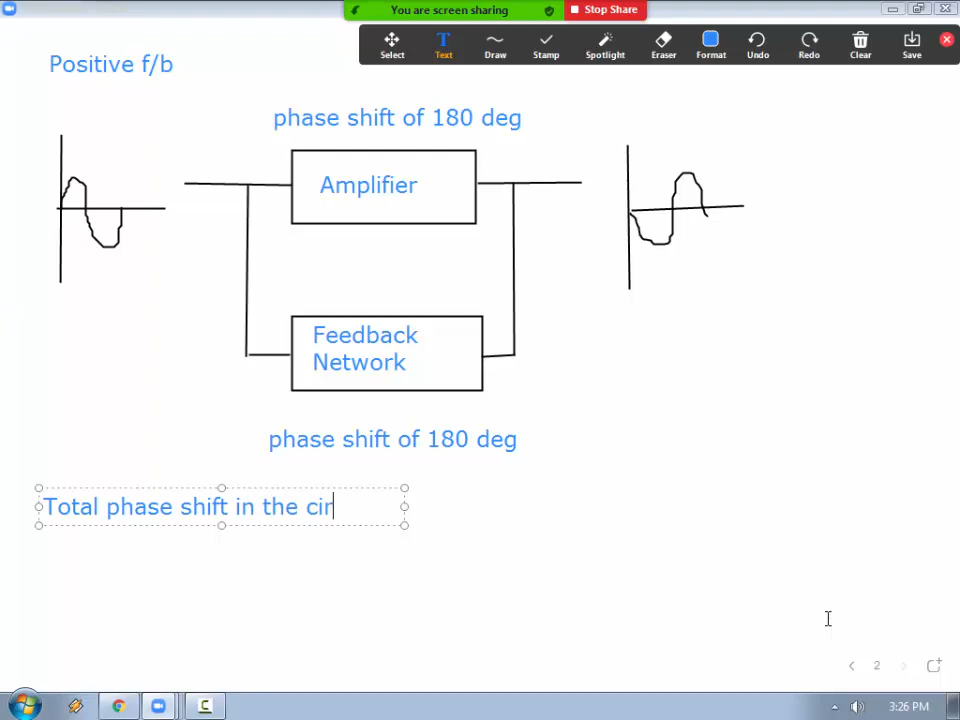 You are screen sharing
Stop Share
Select
Text
Draw
Stamp
Spotlight
Eraser
Format
Undo
Redo
Clear
Save
Positive f/b
phase shift of 180 deg
Amplifier
Feedback
Network
phase shift of 180 deg
Total phase shift in the cir
2
3:26 PM